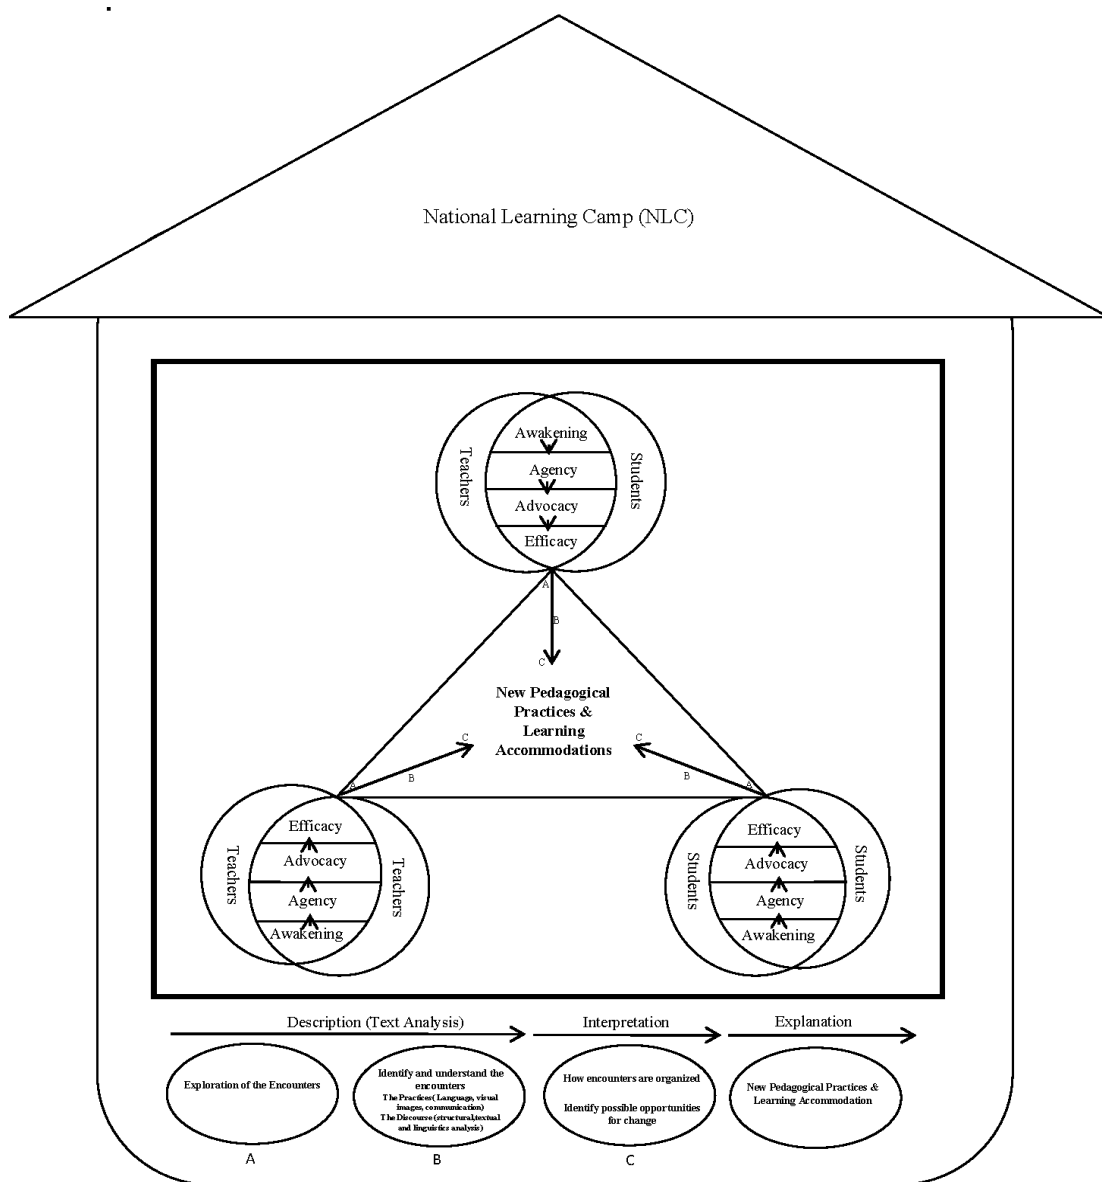 National Learning Camp (NLC)
Teachers
Students
Awakening
Agency
Advocacy
Efficacy
A
B
C
New Pedagogical
Practices &
Learning
Accommodations
C
B
A
C
B
A
Teachers
Teachers
Efficacy
Advocacy
Agency
Awakening
Students
Students
Efficacy
Advocacy
Agency
Awakening
Description (Text Analysis)
Interpretation
Explanation
Exploration of the Encounters
A
Identify and understand the
encounters
The Practices( Language, visual
images, communication)
The Discourse (structural,textual
and linguistics analysis)
B
How encounters are organized
Identify possible opportunities
for change
C
New Pedagogical Practices &
Learning Accommodation